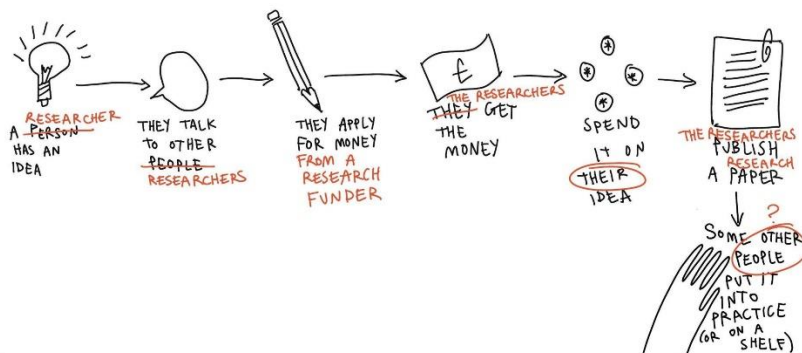 RESEARCHER
A PERSON
HAS AN
IDEA
THEY TALK
TO OTHER
PEOPLE
RESEARCHERS
THEY APPLY
FOR MONEY
FROM A
RESEARCH
FUNDER
£
THE RESEARCHERS
THEY GET
THE
MONEY
SPEND
IT ON
THEIR
IDEA
THE RESEARCHERS
PUBLISH
RESEARCH
A PAPER
?
SOME OTHER
PEOPLE
PUT IT
INTO
PRACTICE
(OR ON A
SHELF)